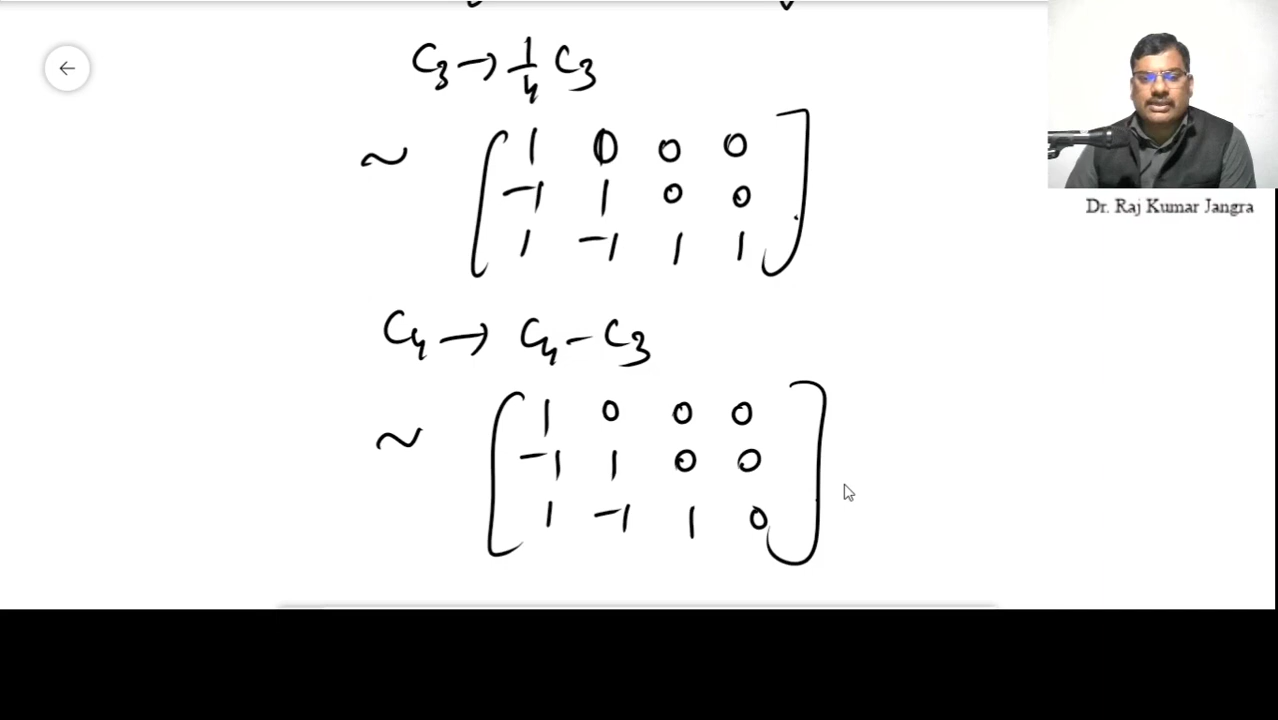 C3 → 1/4 C3
~ [ 1 0 0 0
-1 1 0 0
1 -1 1 1 ]
C4 → C4 - C3
~ [ 1 0 0 0
-1 1 0 0
1 -1 1 0 ]
Dr. Raj Kumar Jangra